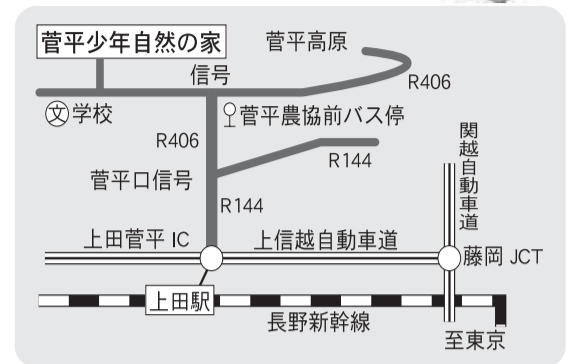 菅平少年自然の家
菅平高原
信号
R406
文 学校
菅平農協前バス停
R406
R144
関越自動車道
菅平口信号
R144
上田菅平 IC
上信越自動車道
藤岡 JCT
上田駅
長野新幹線
至東京